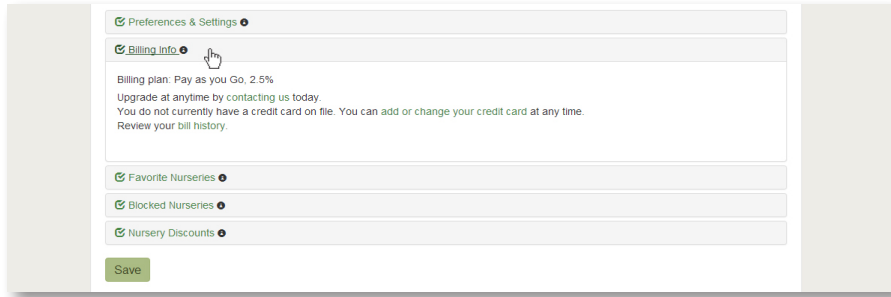 Preferences & Settings
Billing Info
Billing plan: Pay as you Go, 2.5%
Upgrade at anytime by contacting us today.
You do not currently have a credit card on file. You can add or change your credit card at any time.
Review your bill history.
Favorite Nurseries
Blocked Nurseries
Nursery Discounts
Save